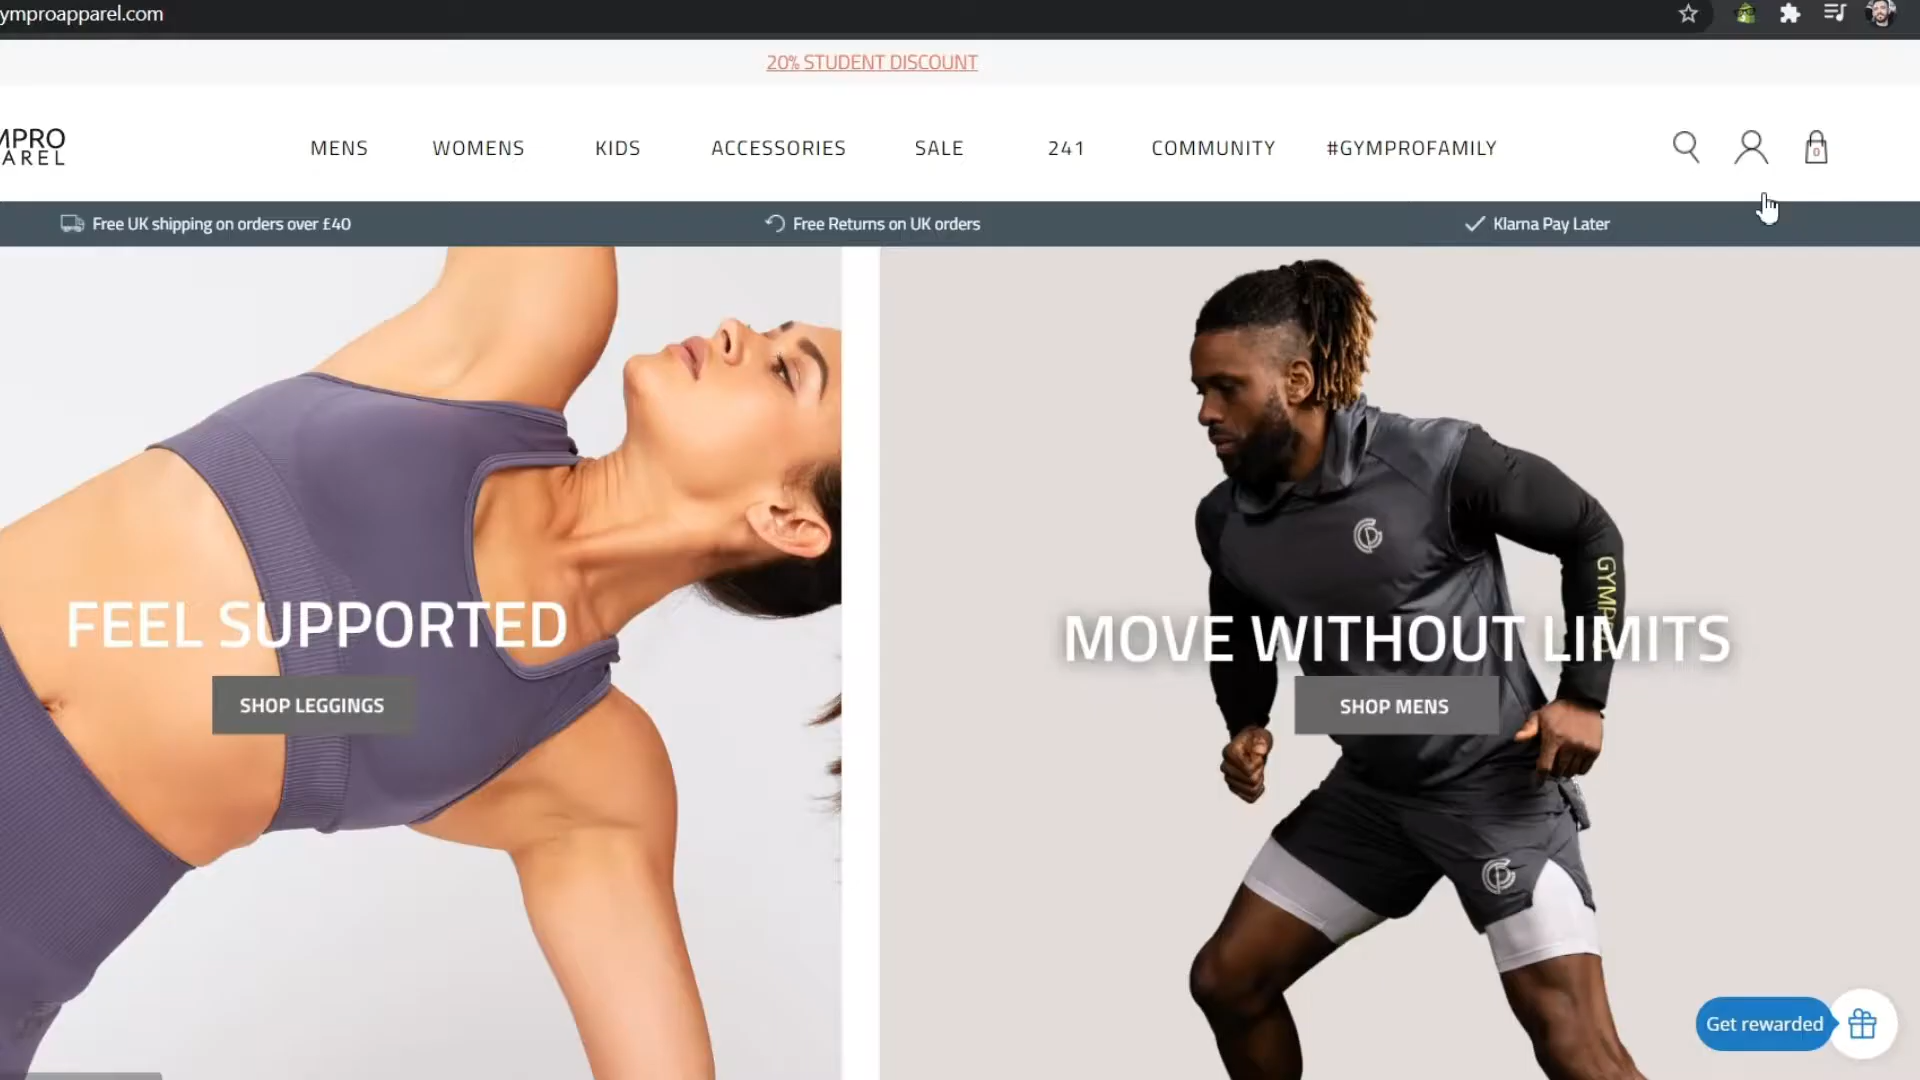 ymproapparel.com
20% STUDENT DISCOUNT
MPRO
AREL
MENS WOMENS KIDS ACCESSORIES SALE 241 COMMUNITY #GYMPROFAMILY
0
Free UK shipping on orders over £40 Free Returns on UK orders Klarna Pay Later
GYMPRO
FEEL SUPPORTED
MOVE WITHOUT LIMITS
SHOP LEGGINGS
SHOP MENS
Get rewarded